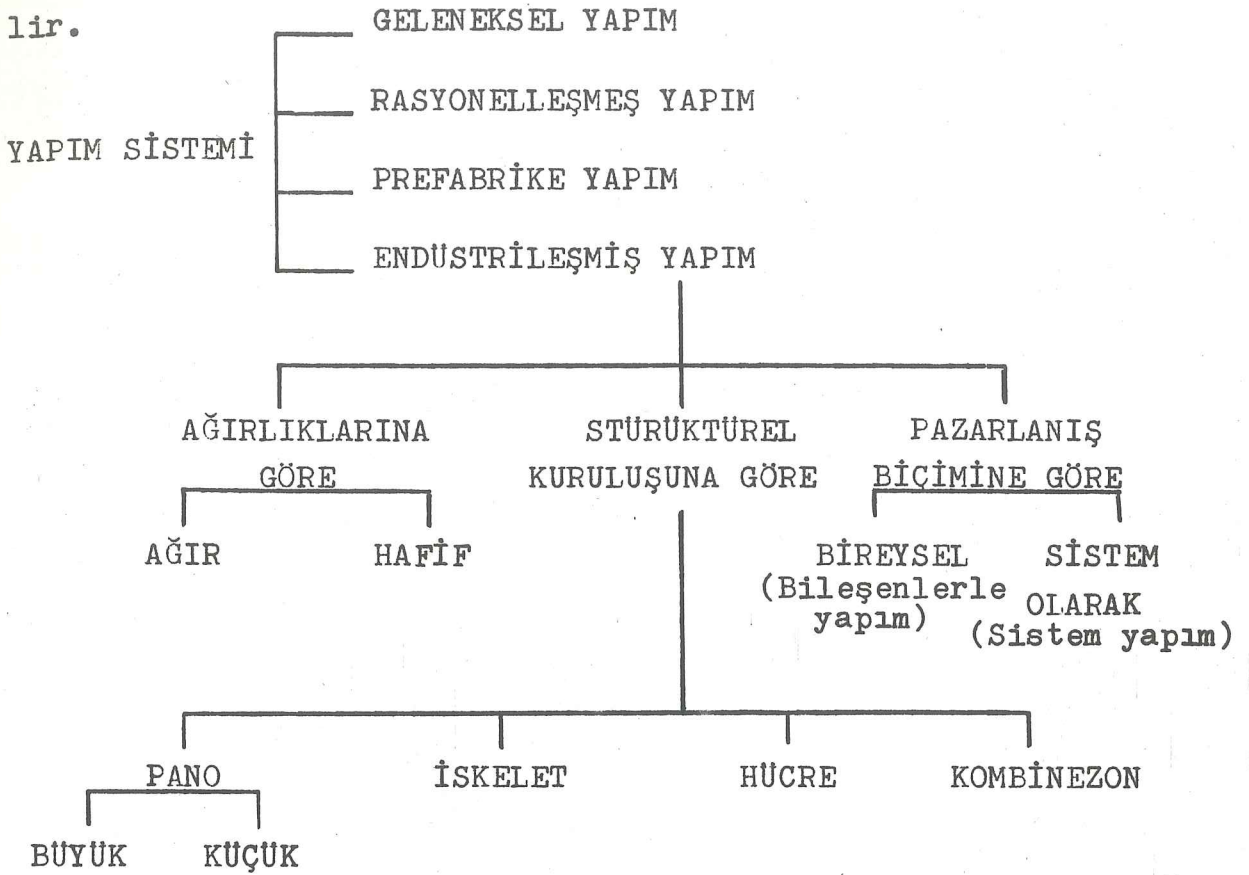 lir.
GELENEKSEL YAPIM
RASYONELLEŞMEŞ YAPIM
YAPIM SİSTEMİ
PREFABRİKE YAPIM
ENDÜSTRİLEŞMİŞ YAPIM
AĞIRLIKLARINA GÖRE
STÜRÜKTÜREL KURULUŞUNA GÖRE
PAZARLANIŞ BİÇİMİNE GÖRE
AĞIR
HAFİF
BİREYSEL
(Bileşenlerle
yapım)
SİSTEM
OLARAK
(Sistem yapım)
PANO
İSKELET
HÜCRE
KOMBİNEZON
BÜYÜK
KÜÇÜK